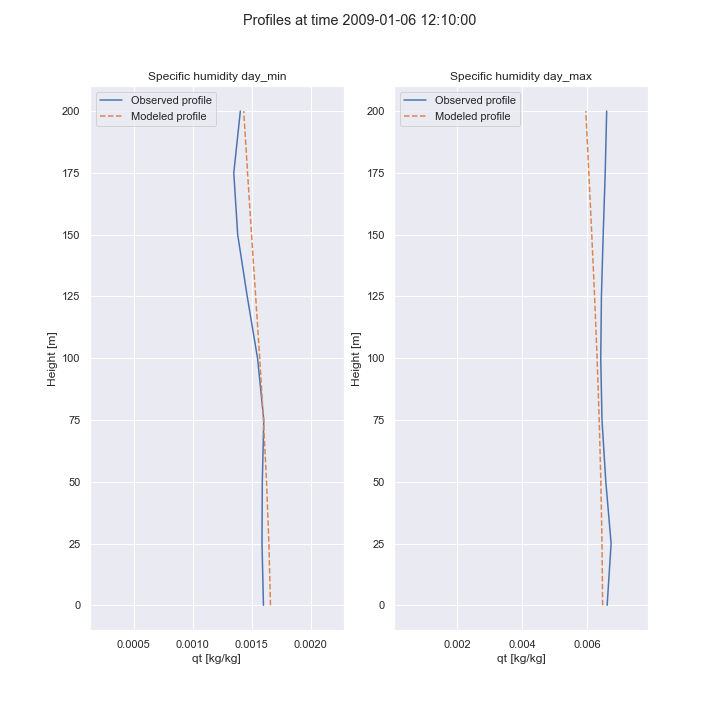 Profiles at time 2009-01-06 12:10:00
Specific humidity day_min
Observed profile
Modeled profile
200
175
150
125
100
75
50
25
0
Height [m]
0.0005 0.0010 0.0015 0.0020
qt [kg/kg]
Specific humidity day_max
Observed profile
Modeled profile
200
175
150
125
100
75
50
25
0
Height [m]
0.002 0.004 0.006
qt [kg/kg]